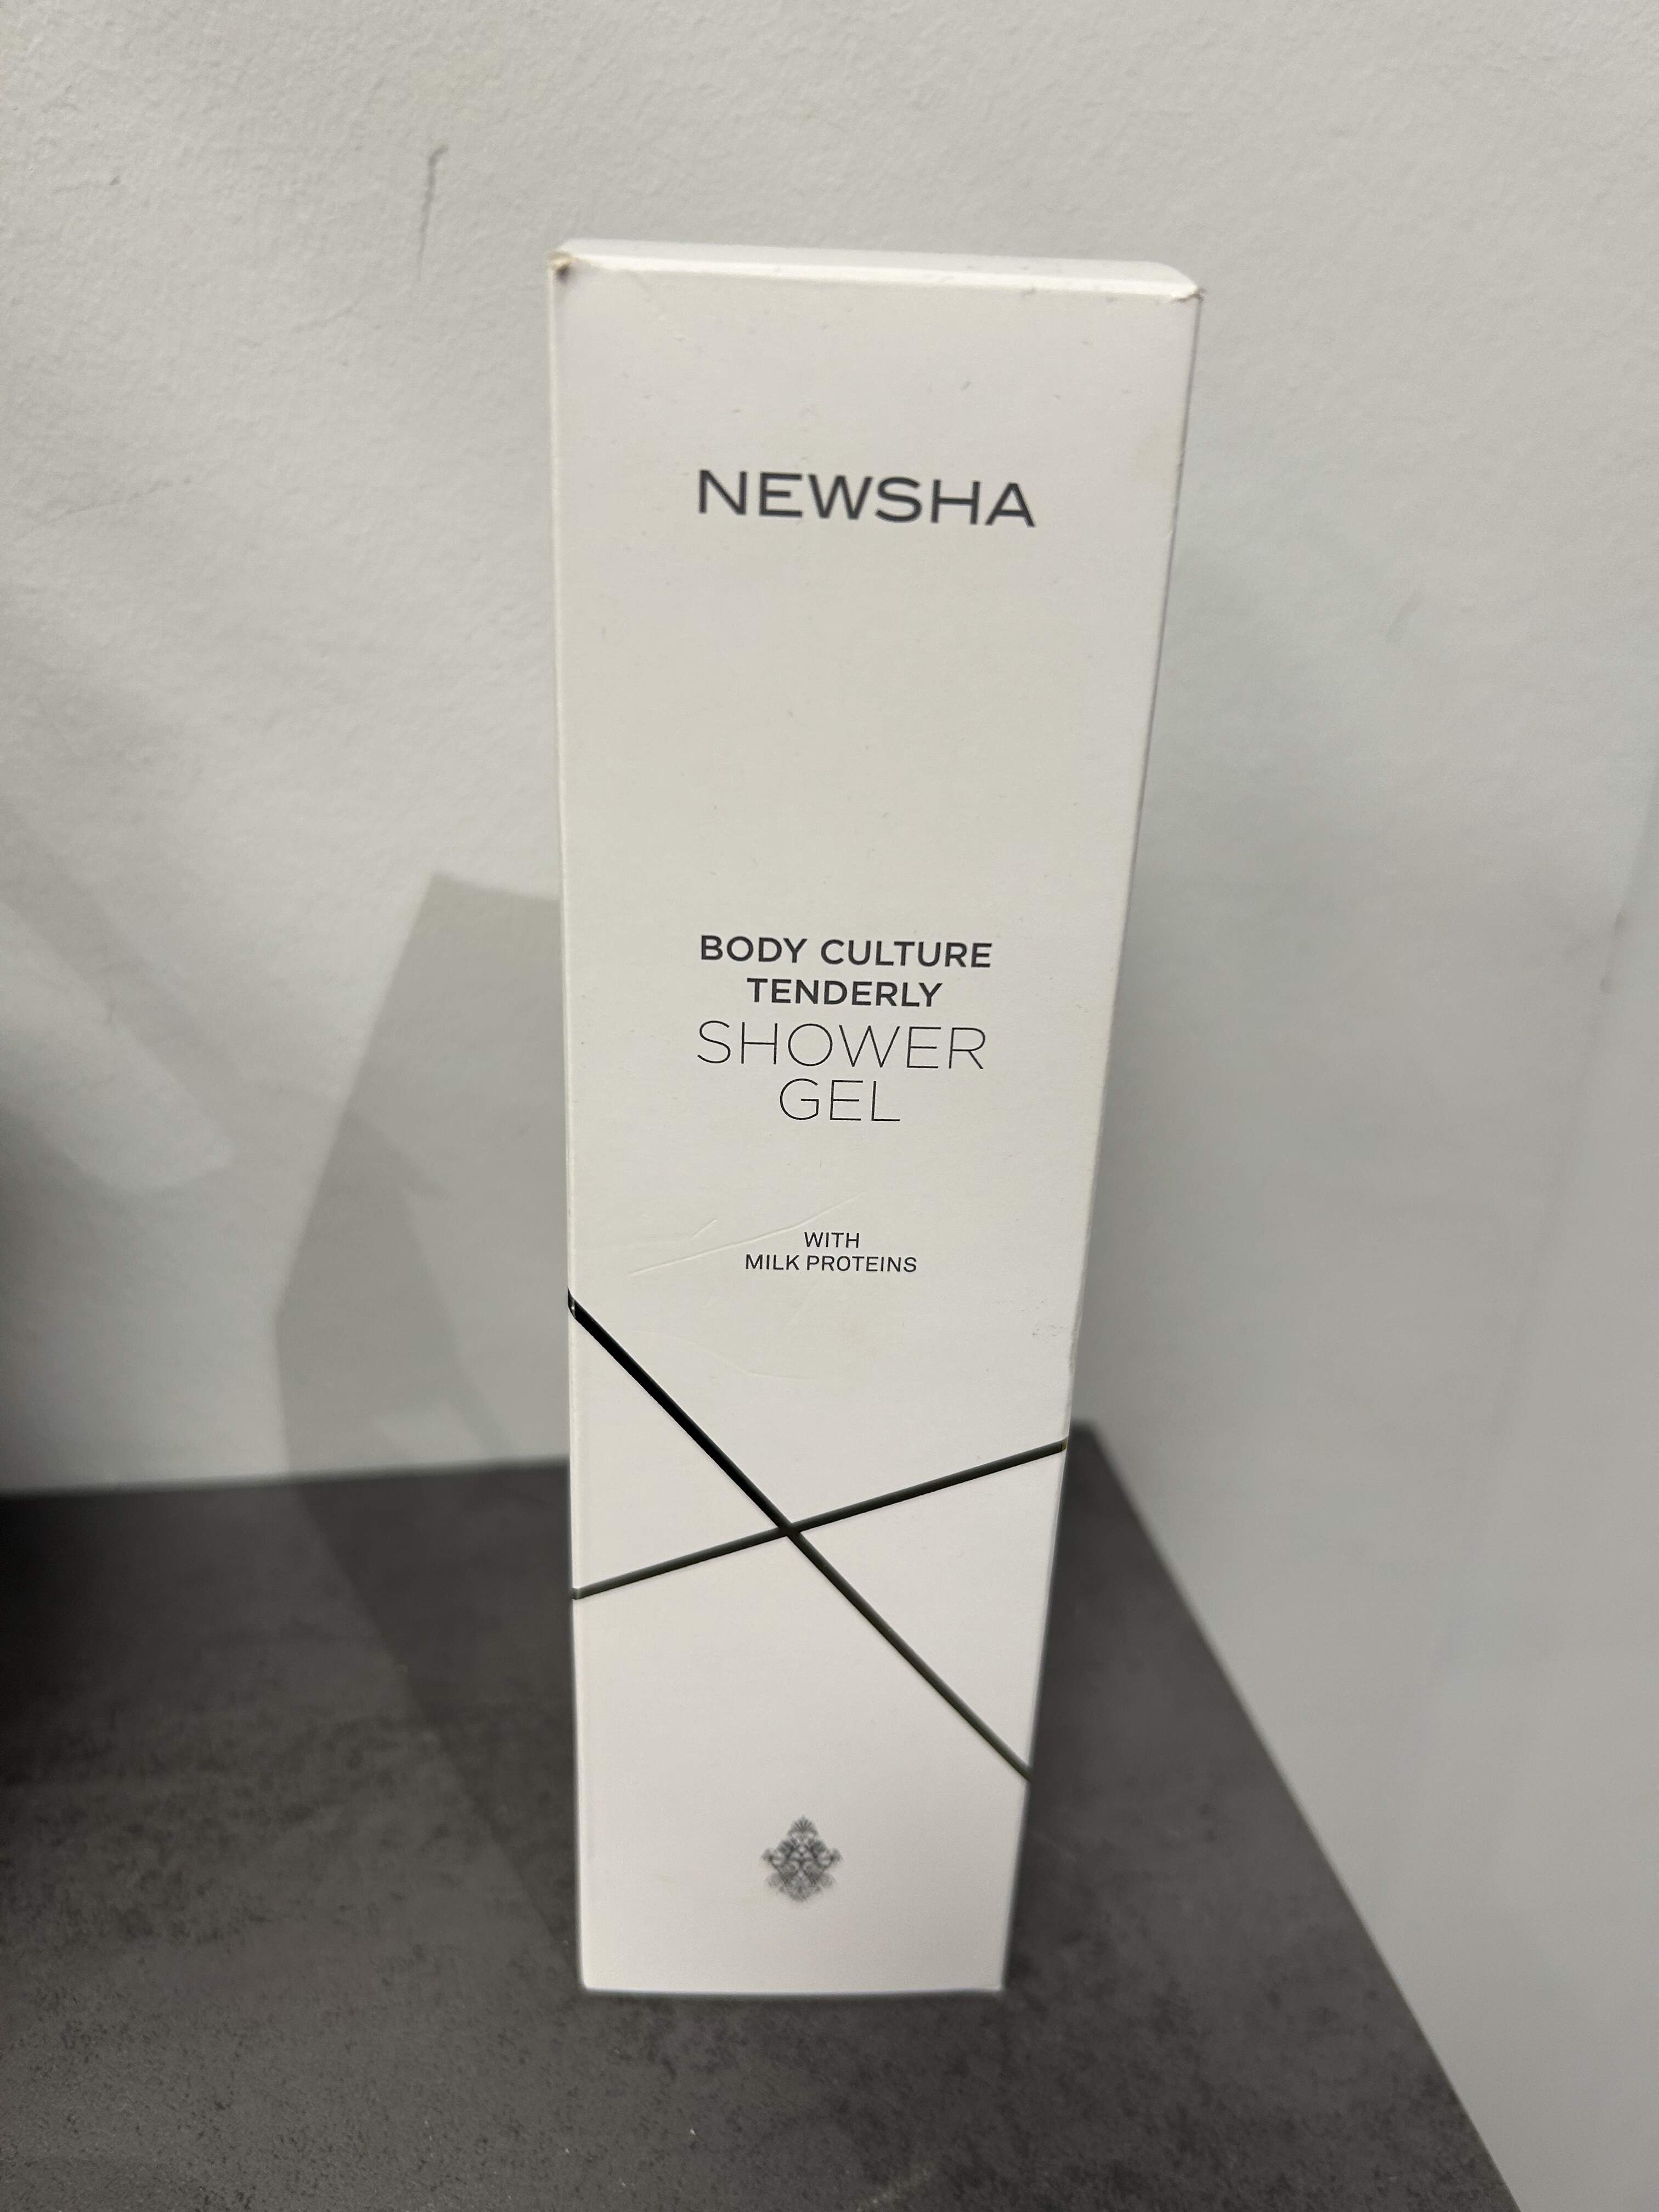 NEWSHA
BODY CULTURE
TENDERLY
SHOWER
GEL
WITH
MILK PROTEINS